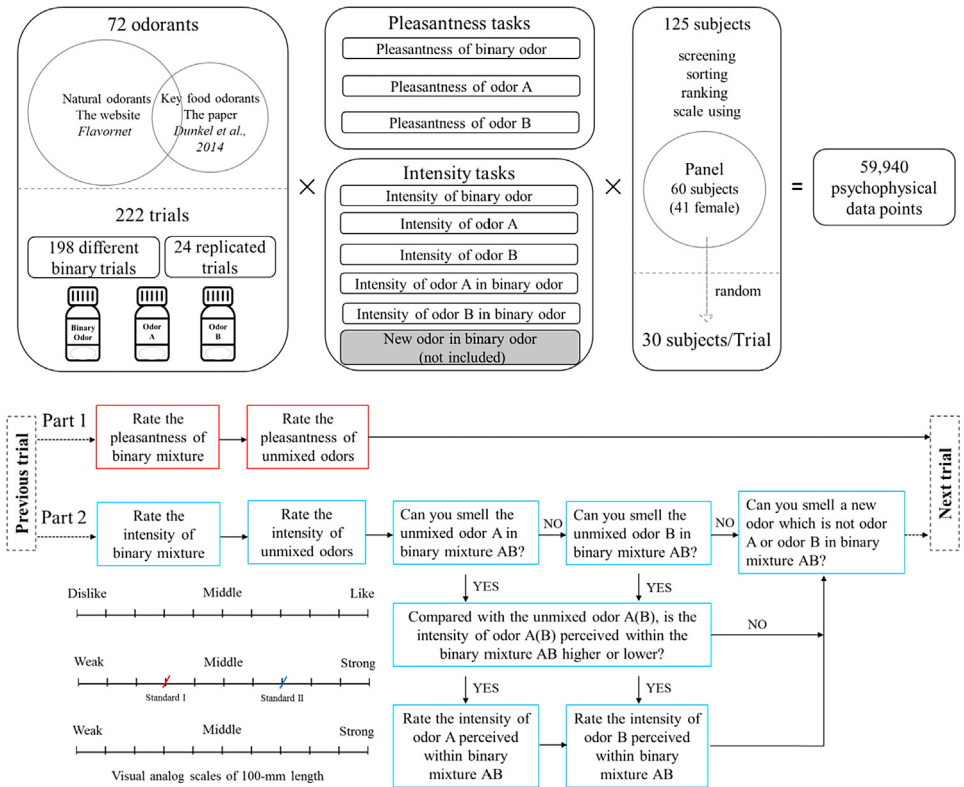 72 odorants
Natural odorants
The website
Flavornet
Key food odorants
The paper
Dunkel et al.,
2014
222 trials
198 different
binary trials
24 replicated
trials
Binary
Odor
Odor
A
Odor
B
×
Pleasantness tasks
Pleasantness of binary odor
Pleasantness of odor A
Pleasantness of odor B
Intensity tasks
Intensity of binary odor
Intensity of odor A
Intensity of odor B
Intensity of odor A in binary odor
Intensity of odor B in binary odor
New odor in binary odor
(not included)
×
125 subjects
screening
sorting
ranking
scale using
Panel
60 subjects
(41 female)
random
30 subjects/Trial
=
59,940
psychophysical
data points
Previous trial
Part 1
Rate the
pleasantness of
binary mixture
Rate the
pleasantness of
unmixed odors
Next trial
Part 2
Rate the
intensity of
binary mixture
Rate the
intensity of
unmixed odors
Can you smell the
unmixed odor A in
binary mixture AB?
NO
Can you smell the
unmixed odor B in
binary mixture AB?
NO
Can you smell a new
odor which is not odor
A or odor B in binary
mixture AB?
YES
YES
Compared with the unmixed odor A(B), is the
intensity of odor A(B) perceived within the
binary mixture AB higher or lower?
NO
YES
YES
Rate the intensity of
odor A perceived
within binary
mixture AB
Rate the intensity of
odor B perceived
within binary
mixture AB
Dislike Middle Like
Weak Middle Strong
Standard I Standard II
Weak Middle Strong
Visual analog scales of 100-mm length